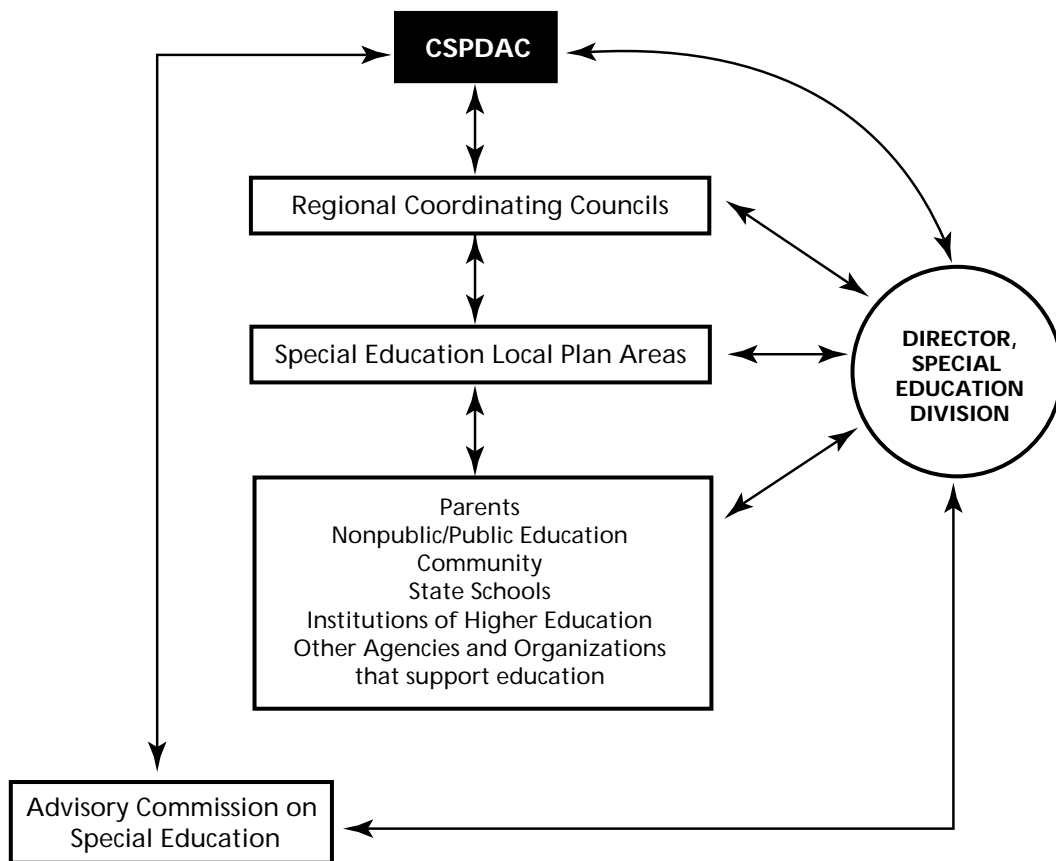 CSPDAC
Regional Coordinating Councils
Special Education Local Plan Areas
DIRECTOR,
SPECIAL
EDUCATION
DIVISION
Parents
Nonpublic/Public Education
Community
State Schools
Institutions of Higher Education
Other Agencies and Organizations
that support education
Advisory Commission on
Special Education